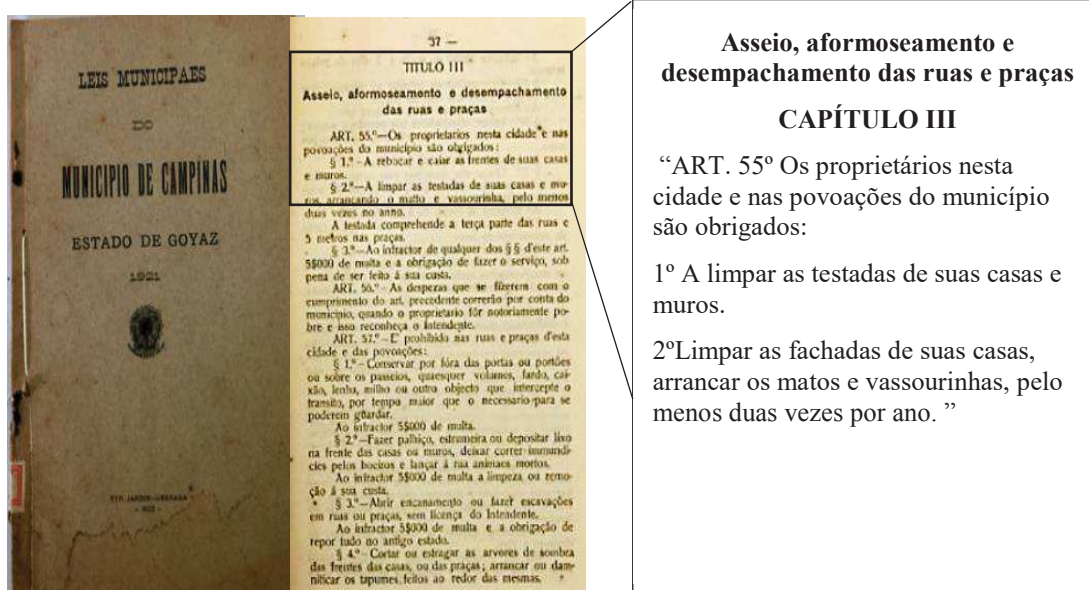 LEIS MUNICIPAES
DO
MUNICIPIO DE CAMPINAS
ESTADO DE GOYAZ
1921
37 —
TITULO III
Asseio, aformoseamento e desempachamento
das ruas e praças
ART. 55.º—Os proprietarios nesta cidade e nas
povoações do municipio são obrigados:
§ 1.º - A rebocar e caiar as frentes de suas casas
e muros.
§ 2.º—A limpar as testadas de suas casas e mu-
ros, arrancando o matto e vassourinha, pelo menos
duas vezes no anno.
A testada comprehende a terça parte das ruas e
5 metros nas praças.
§ 3.º—Ao infractor de qualquer dos §§ d'este art.
5$000 de multa e a obrigação de fazer o serviço, sob
pena de ser feito á sua custa.
ART. 56.º - As despezas que se fizerem com o
cumprimento do art. precedente correrão por conta do
municipio, quando o proprietario fôr notoriamente po-
bre e isso reconheça o Intendente.
ART. 57.º—E' prohibida nas ruas e praças d'esta
cidade e das povoações:
§ 1.º—Conservar por fóra das portas ou portões
ou sobre os passeios, quaesquer volumes, fardo, cai-
xão, lenha, milho ou outro objecto que intercepte o
transito, por tempo maior que o necessario para se
poderem guardar.
Ao infractor 5$000 de multa.
§ 2.º—Fazer palhiço, estrumeira ou depositar lixo
na frente das casas ou muros, deixar correr immundi-
cies pelos boeiros e lançar á rua animaes mortos.
Ao infractor 5$000 de multa a limpeza ou remo-
ção á sua custa.
§ 3.º—Abrir encanamento ou fazer escavações
em ruas ou praças, sem licença do Intendente.
Ao infractor 5$000 de multa e a obrigação de
repor tudo no antigo estado.
§ 4.º—Cortar ou estragar as arvores de sombra
das frentes das casas, ou das praças; arrancar ou dam-
nificar os tapumes feitos ao redor das mesmas.
Asseio, aformoseamento e
desempachamento das ruas e praças
CAPÍTULO III
“ART. 55º Os proprietários nesta
cidade e nas povoações do município
são obrigados:
1º A limpar as testadas de suas casas e
muros.
2ºLimpar as fachadas de suas casas,
arrancar os matos e vassourinhas, pelo
menos duas vezes por ano. ”